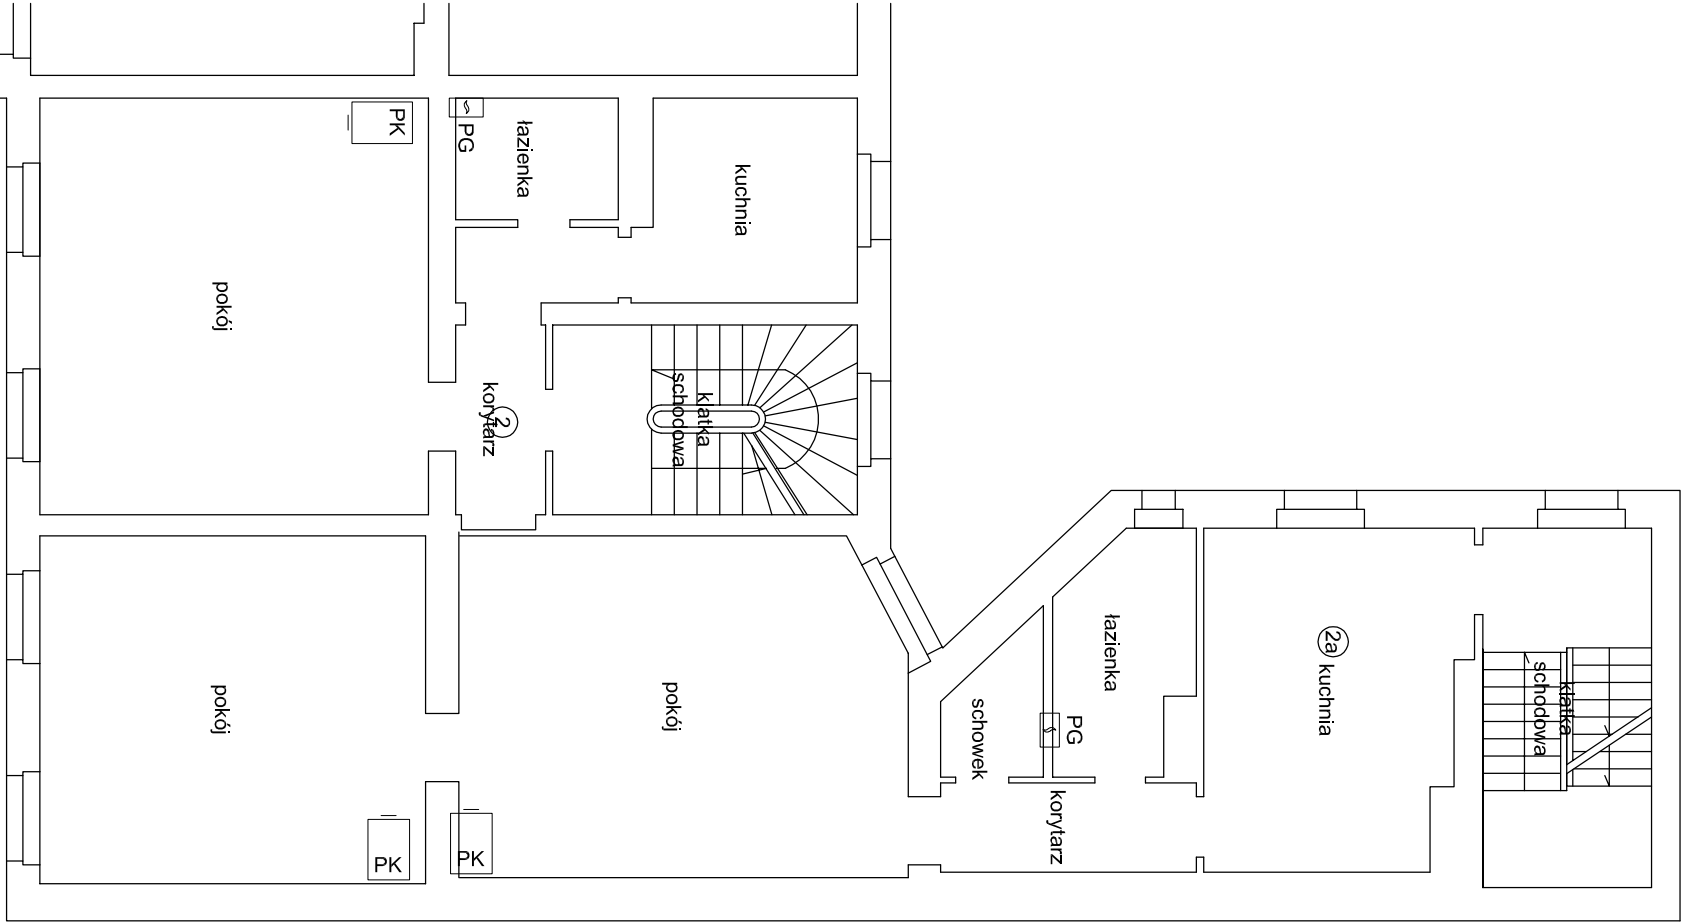 PK
PG
łazienka
kuchnia
pokój
korytarz
2
klatka
schodowa
pokój
pokój
PK
PK
schowek
łazienka
PG
korytarz
2a
kuchnia
klatka
schodowa